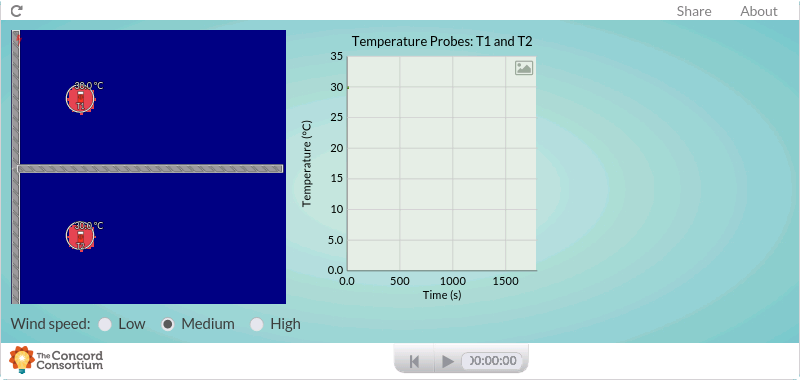 Share About
30.0 °C
T1
30.0 °C
Temperature Probes: T1 and T2
Temperature (°C)
35
30
25
20
15
10
5.0
0.0
0.0 500 1000 1500
Time (s)
Wind speed: Low Medium High
The Concord
Consortium
00:00:00